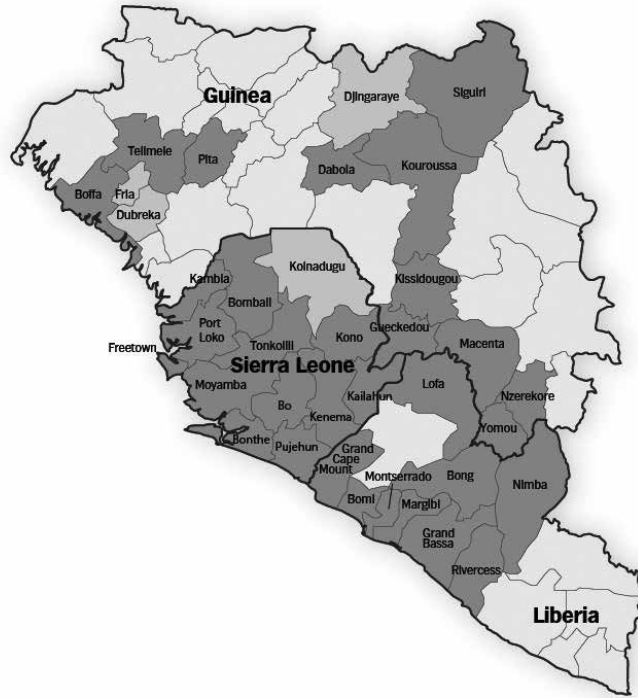 Guinea
Djingaraye
Siguiri
Telimele
Pita
Dabola
Kouroussa
Boffa
Fria
Dubreka
Koinadugu
Kissidougou
Kambia
Bombali
Port
Loko
Tonkolili
Kono
Gueckedou
Macenta
Freetown
Sierra Leone
Moyamba
Bo
Kenema
Kailahun
Lofa
Nzerekore
Yomou
Bonthe
Pujehun
Grand
Cape
Mount
Montserrado
Bong
Nimba
Bomi
Margibi
Grand
Bassa
Rivercess
Liberia